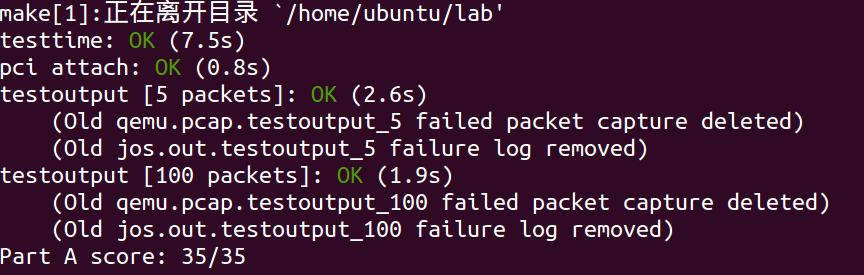 make[1]:正在离开目录 `/home/ubuntu/lab'
testtime: OK (7.5s)
pci attach: OK (0.8s)
testoutput [5 packets]: OK (2.6s)
    (Old qemu.pcap.testoutput_5 failed packet capture deleted)
    (Old jos.out.testoutput_5 failure log removed)
testoutput [100 packets]: OK (1.9s)
    (Old qemu.pcap.testoutput_100 failed packet capture deleted)
    (Old jos.out.testoutput_100 failure log removed)
Part A score: 35/35